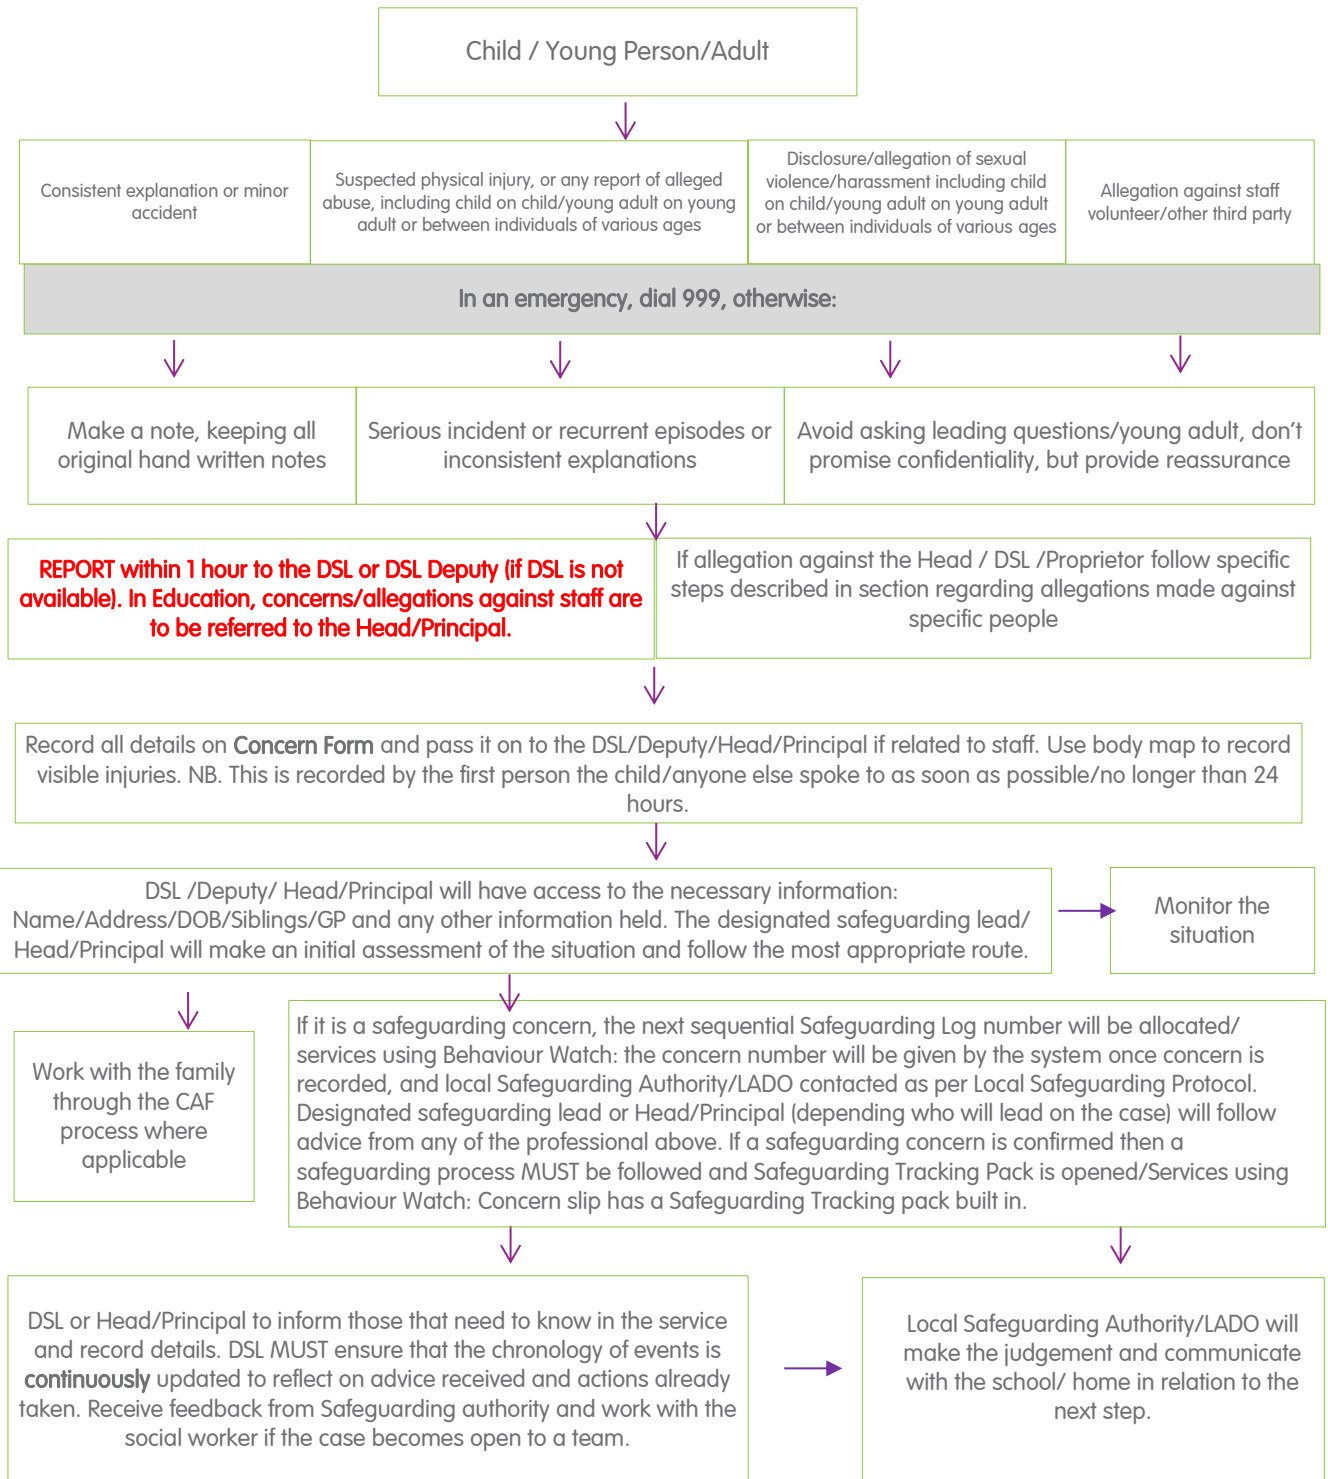 Child / Young Person/Adult
Consistent explanation or minor
accident
Suspected physical injury, or any report of alleged
abuse, including child on child/young adult on young
adult or between individuals of various ages
Disclosure/allegation of sexual
violence/harassment including child
on child/young adult on young adult
or between individuals of various ages
Allegation against staff
volunteer/other third party
In an emergency, dial 999, otherwise:
Make a note, keeping all
original hand written notes
Serious incident or recurrent episodes or
inconsistent explanations
Avoid asking leading questions/young adult, don't
promise confidentiality, but provide reassurance
REPORT within 1 hour to the DSL or DSL Deputy (if DSL is not
available). In Education, concerns/allegations against staff are
to be referred to the Head/Principal.
If allegation against the Head / DSL /Proprietor follow specific
steps described in section regarding allegations made against
specific people
Record all details on Concern Form and pass it on to the DSL/Deputy/Head/Principal if related to staff. Use body map to record
visible injuries. NB. This is recorded by the first person the child/anyone else spoke to as soon as possible/no longer than 24
hours.
DSL /Deputy/ Head/Principal will have access to the necessary information:
Name/Address/DOB/Siblings/GP and any other information held. The designated safeguarding lead/
Head/Principal will make an initial assessment of the situation and follow the most appropriate route.
Monitor the
situation
Work with the family
through the CAF
process where
applicable
If it is a safeguarding concern, the next sequential Safeguarding Log number will be allocated/
services using Behaviour Watch: the concern number will be given by the system once concern is
recorded, and local Safeguarding Authority/LADO contacted as per Local Safeguarding Protocol.
Designated safeguarding lead or Head/Principal (depending who will lead on the case) will follow
advice from any of the professional above. If a safeguarding concern is confirmed then a
safeguarding process MUST be followed and Safeguarding Tracking Pack is opened/Services using
Behaviour Watch: Concern slip has a Safeguarding Tracking pack built in.
DSL or Head/Principal to inform those that need to know in the service
and record details. DSL MUST ensure that the chronology of events is
continuously updated to reflect on advice received and actions already
taken. Receive feedback from Safeguarding authority and work with the
social worker if the case becomes open to a team.
Local Safeguarding Authority/LADO will
make the judgement and communicate
with the school/ home in relation to the
next step.